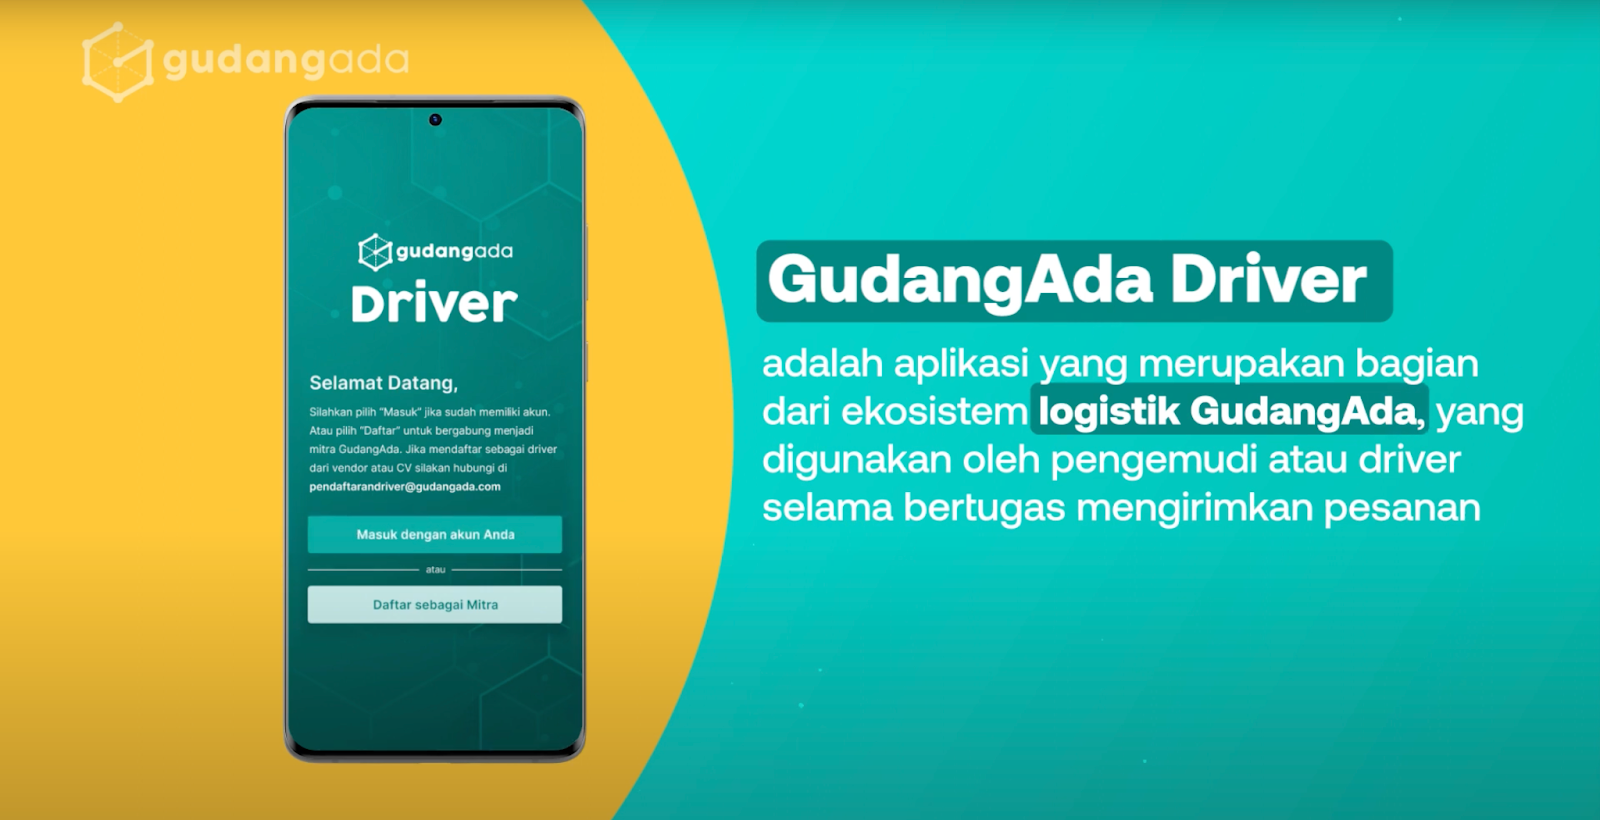 gudangada
gudangada
Driver
Selamat Datang,
Silahkan pilih “Masuk” jika sudah memiliki akun.
Atau pilih “Daftar” untuk bergabung menjadi
mitra GudangAda. Jika mendaftar sebagai driver
dari vendor atau CV silakan hubungi di
pendaftarandriver@gudangada.com
Masuk dengan akun Anda
atau
Daftar sebagai Mitra
GudangAda Driver
adalah aplikasi yang merupakan bagian
dari ekosistem logistik GudangAda, yang
digunakan oleh pengemudi atau driver
selama bertugas mengirimkan pesanan